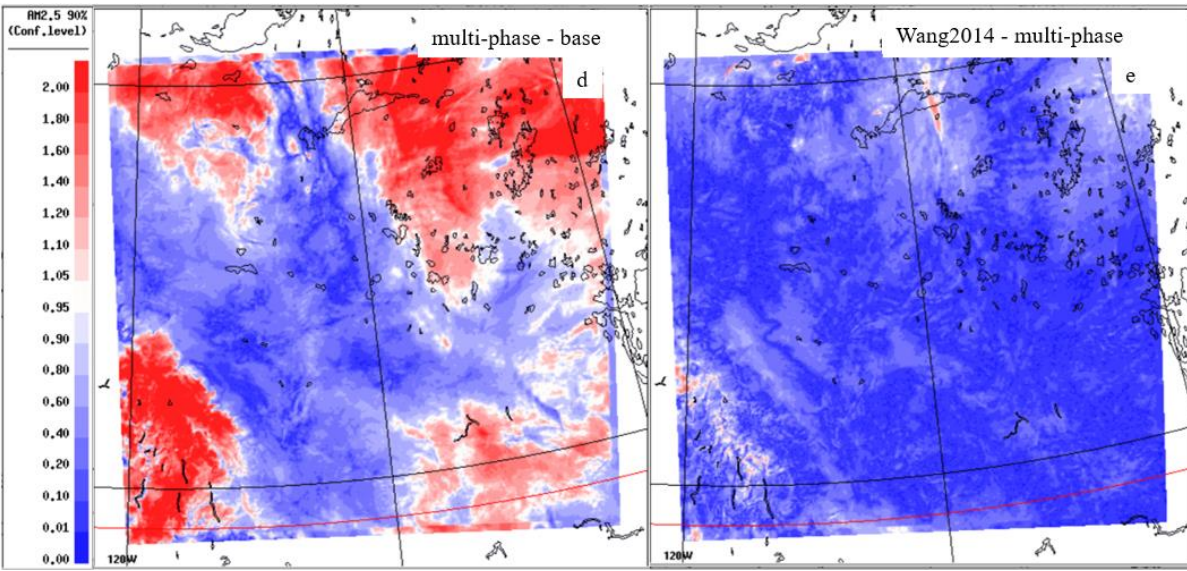 AM2.5 90%
(Conf.level)
2.00
1.80
1.60
1.40
1.20
1.10
1.05
0.95
0.90
0.80
0.60
0.40
0.20
0.10
0.01
0.00
multi-phase - base
d
120W
Wang2014 - multi-phase
e
120W